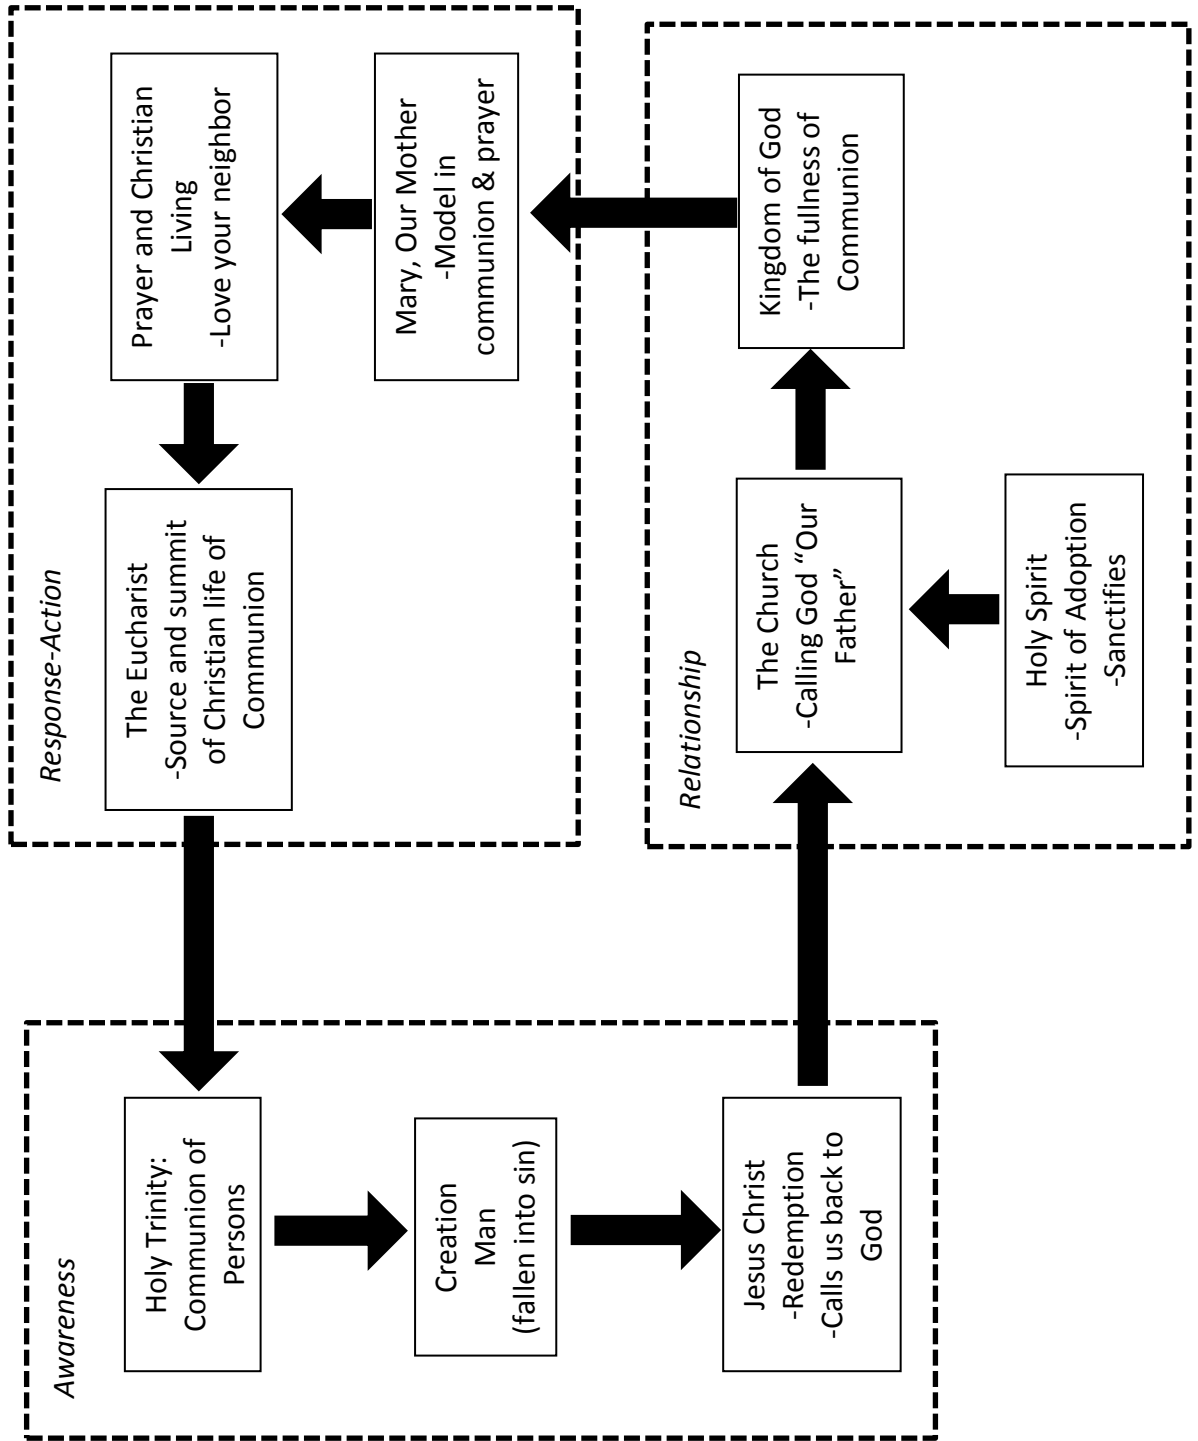 Awareness
Holy Trinity:
Communion of
Persons
Creation
Man
(fallen into sin)
Jesus Christ
-Redemption
-Calls us back to
God
Relationship
The Church
-Calling God “Our
Father”
Holy Spirit
-Spirit of Adoption
-Sanctifies
Kingdom of God
-The fullness of
Communion
Response-Action
Mary, Our Mother
-Model in
communion & prayer
Prayer and Christian
Living
-Love your neighbor
The Eucharist
-Source and summit
of Christian life of
Communion